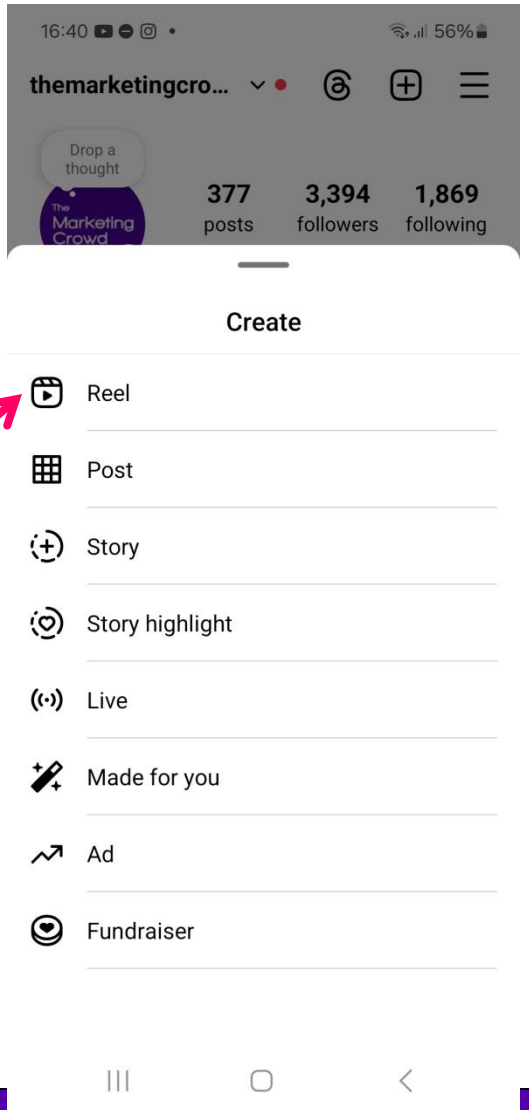 16:40
56%
themarketingcro...
Drop a
thought
The
Marketing
Crowd
377 3,394 1,869
posts followers following
Create
Reel
Post
Story
Story highlight
Live
Made for you
Ad
Fundraiser